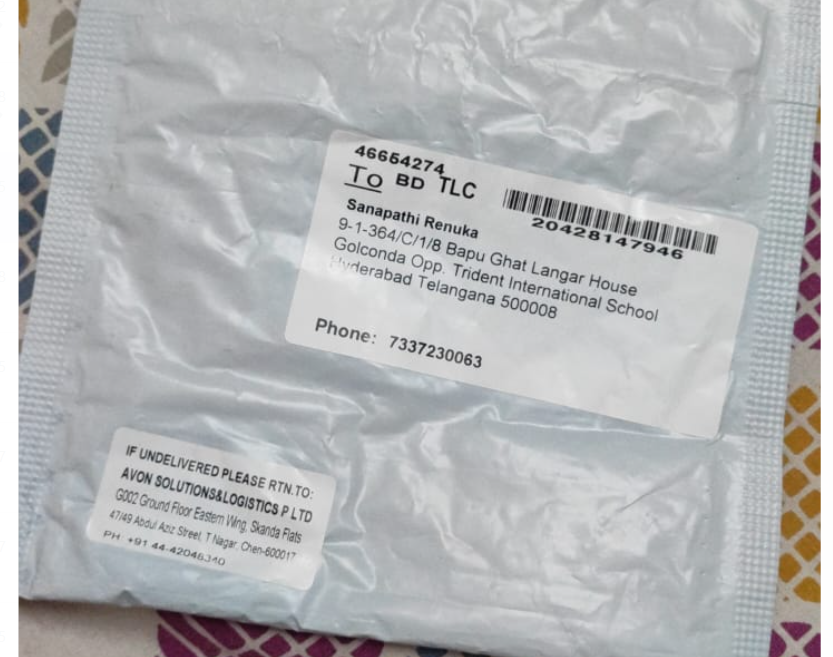 46654274
To BD TLC
20428147946
Sanapathi Renuka
9-1-364/C/1/8 Bapu Ghat Langar House
Golconda Opp. Trident International School
Hyderabad Telangana 500008
Phone: 7337230063
IF UNDELIVERED PLEASE RTN.TO:
AVON SOLUTIONS&LOGISTICS P LTD
G002 Ground Floor Eastern Wing, Skanda Flats
47/49 Abdul Aziz Street, T Nagar, Chen-600017
PH: +91 44-42046340